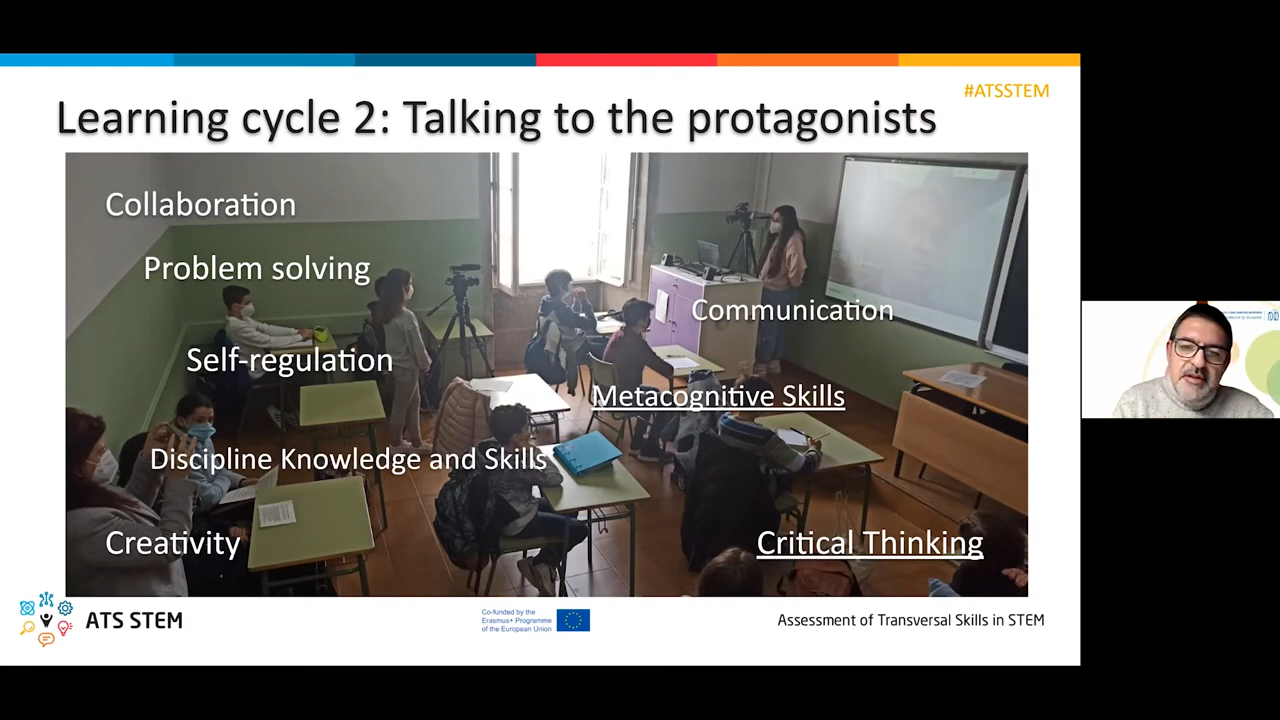 #ATSSTEM
Learning cycle 2: Talking to the protagonists
Collaboration
Problem solving
Communication
Self-regulation
Metacognitive Skills
Discipline Knowledge and Skills
Creativity
Critical Thinking
ATS STEM
Co-funded by the
Erasmus+ Programme
of the European Union
Assessment of Transversal Skills in STEM